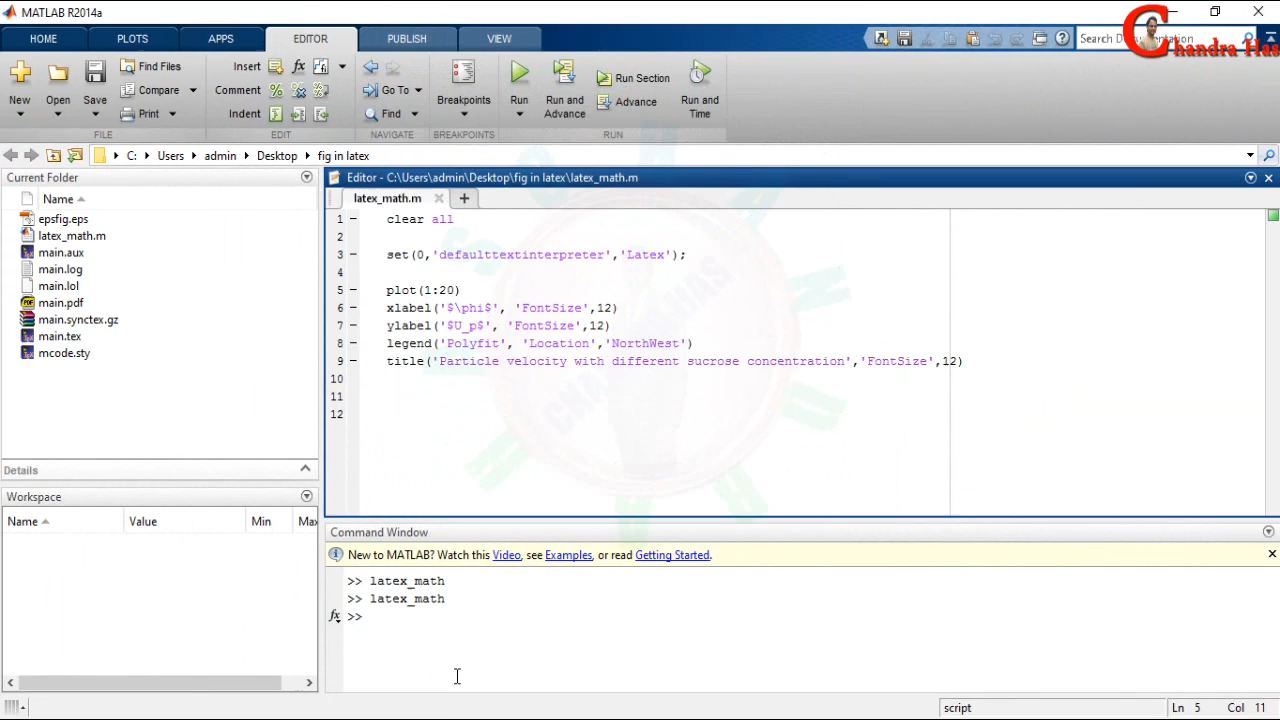 MATLAB R2014a
HOME
PLOTS
APPS
EDITOR
PUBLISH
VIEW
Search Documentation
Chandra Has
New
Open
Save
Find Files
Compare
Print
FILE
Insert
Comment
Indent
EDIT
Go To
Find
NAVIGATE
Breakpoints
BREAKPOINTS
Run
Run and Advance
Run Section
Advance
Run and Time
RUN
C: Users admin Desktop fig in latex
Current Folder
Name
epsfig.eps
latex_math.m
main.aux
main.log
main.lol
main.pdf
main.synctex.gz
main.tex
mcode.sty
Details
Workspace
Name Value Min Max
Editor - C:\Users\admin\Desktop\fig in latex\latex_math.m
latex_math.m
1 clear all
2
3 set(0,'defaulttextinterpreter','Latex');
4
5 plot(1:20)
6 xlabel('$\phi$', 'FontSize',12)
7 ylabel('$U_p$', 'FontSize',12)
8 legend('Polyfit', 'Location','NorthWest')
9 title('Particle velocity with different sucrose concentration','FontSize',12)
10
11
12
Command Window
New to MATLAB? Watch this Video, see Examples, or read Getting Started.
>> latex_math
>> latex_math
fx >>
script
Ln 5 Col 11